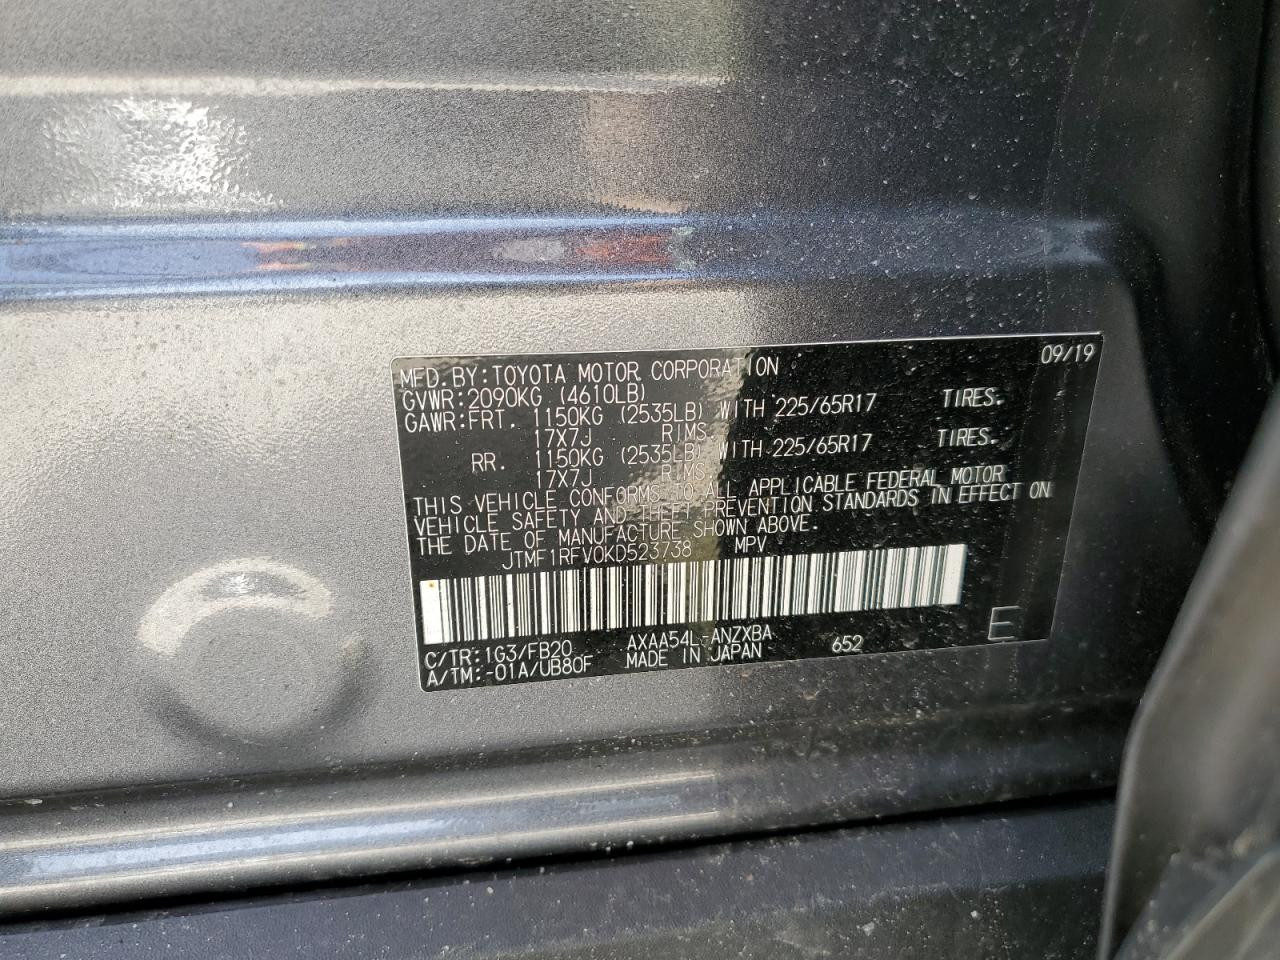 09/19
MFD.BY:TOYOTA MOTOR CORPORATION
GVWR:2090KG (4610LB)
GAWR:FRT. 1150KG (2535LB) WITH 225/65R17 TIRES.
17X7J RIMS.
RR. 1150KG (2535LB) WITH 225/65R17 TIRES.
17X7J RIMS.
THIS VEHICLE CONFORMS TO ALL APPLICABLE FEDERAL MOTOR
VEHICLE SAFETY AND THEFT PREVENTION STANDARDS IN EFFECT ON
THE DATE OF MANUFACTURE SHOWN ABOVE.
JTMF1RFV0KD523738 MPV
C/TR:1G3/FB20 AXAA54L-ANZXBA 652 E
A/TM:-01A/UB80F MADE IN JAPAN